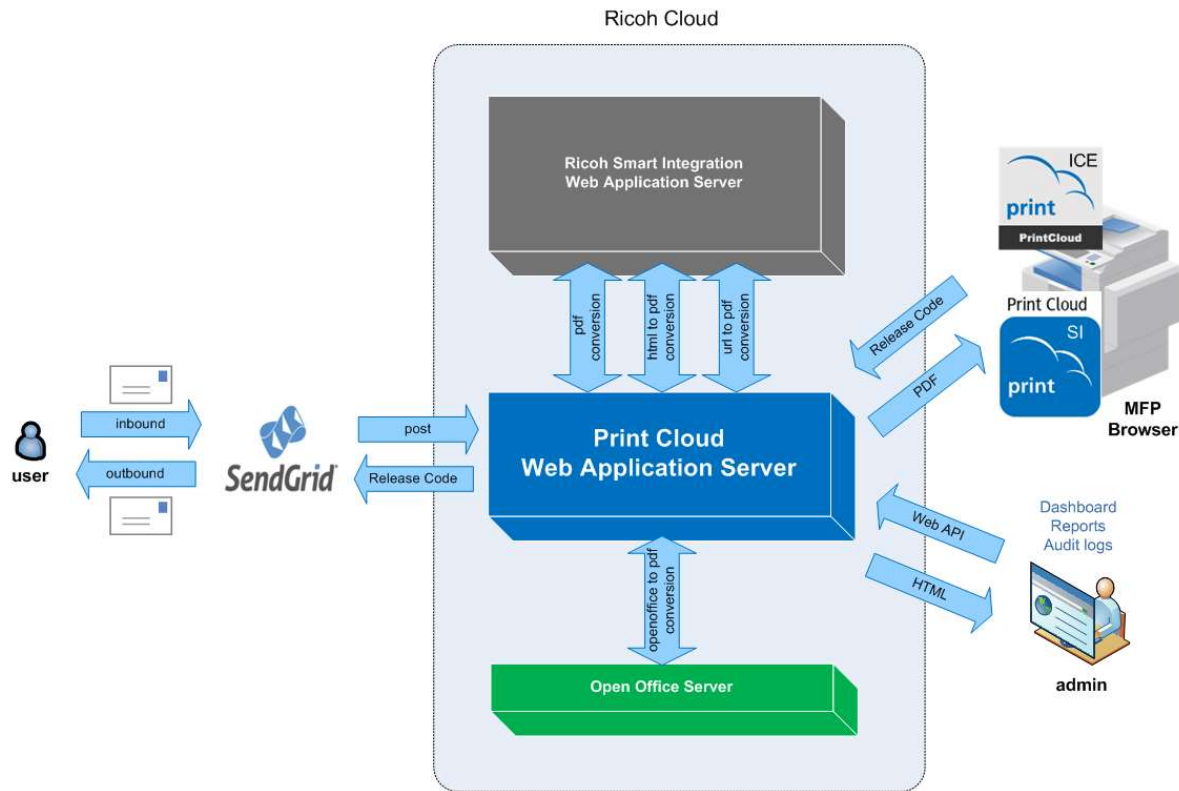 Ricoh Cloud
Ricoh Smart Integration
Web Application Server
pdf
conversion
html to pdf
conversion
url to pdf
conversion
ICE
print
PrintCloud
Print Cloud
SI
print
MFP
Browser
Release Code
PDF
inbound
outbound
user
SendGrid
post
Release Code
Print Cloud
Web Application Server
Web API
HTML
Dashboard
Reports
Audit logs
admin
openoffice to pdf
conversion
Open Office Server